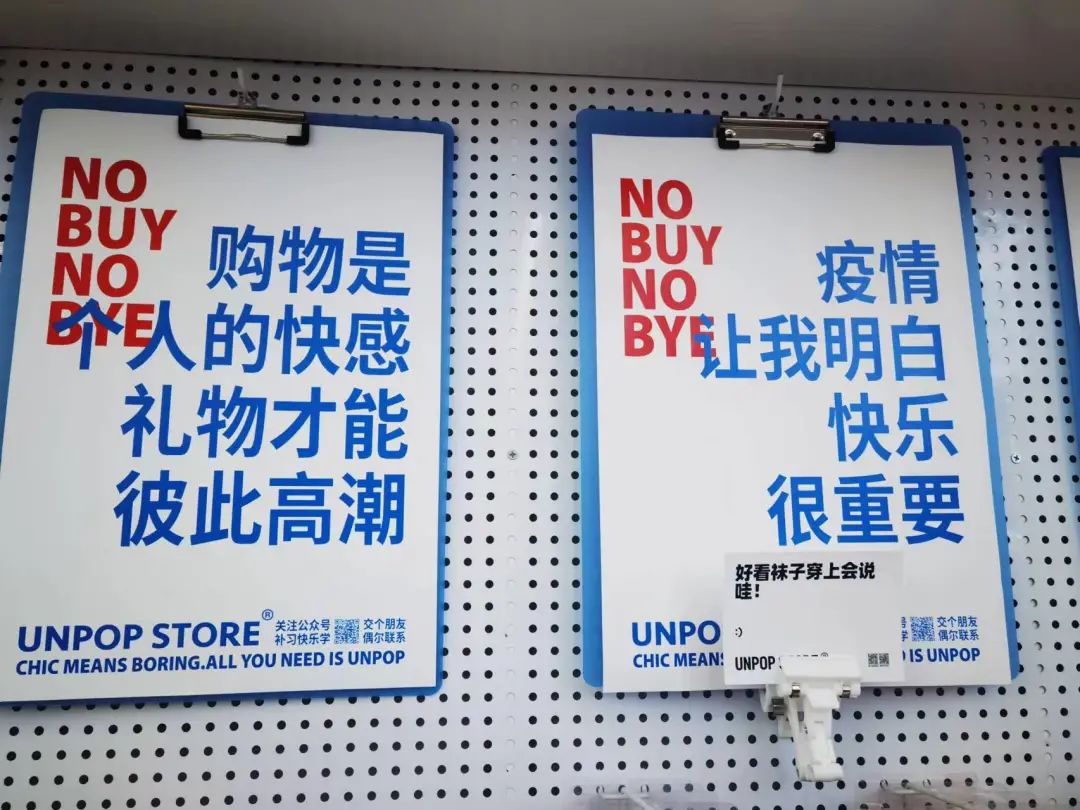 NO
BUY
NO
BYE
购物是
个人的快感
礼物才能
彼此高潮
UNPOP STORE®
关注公众号
补习快乐学
交个朋友
偶尔联系
CHIC MEANS BORING.ALL YOU NEED IS UNPOP
NO
BUY
NO
BYE
疫情
让我明白
快乐
很重要
好看袜子穿上会说
哇！
:)
UNPOP STORE®
UNPO
号
学
交个朋友
偶尔联系
CHIC MEANS
IS UNPOP